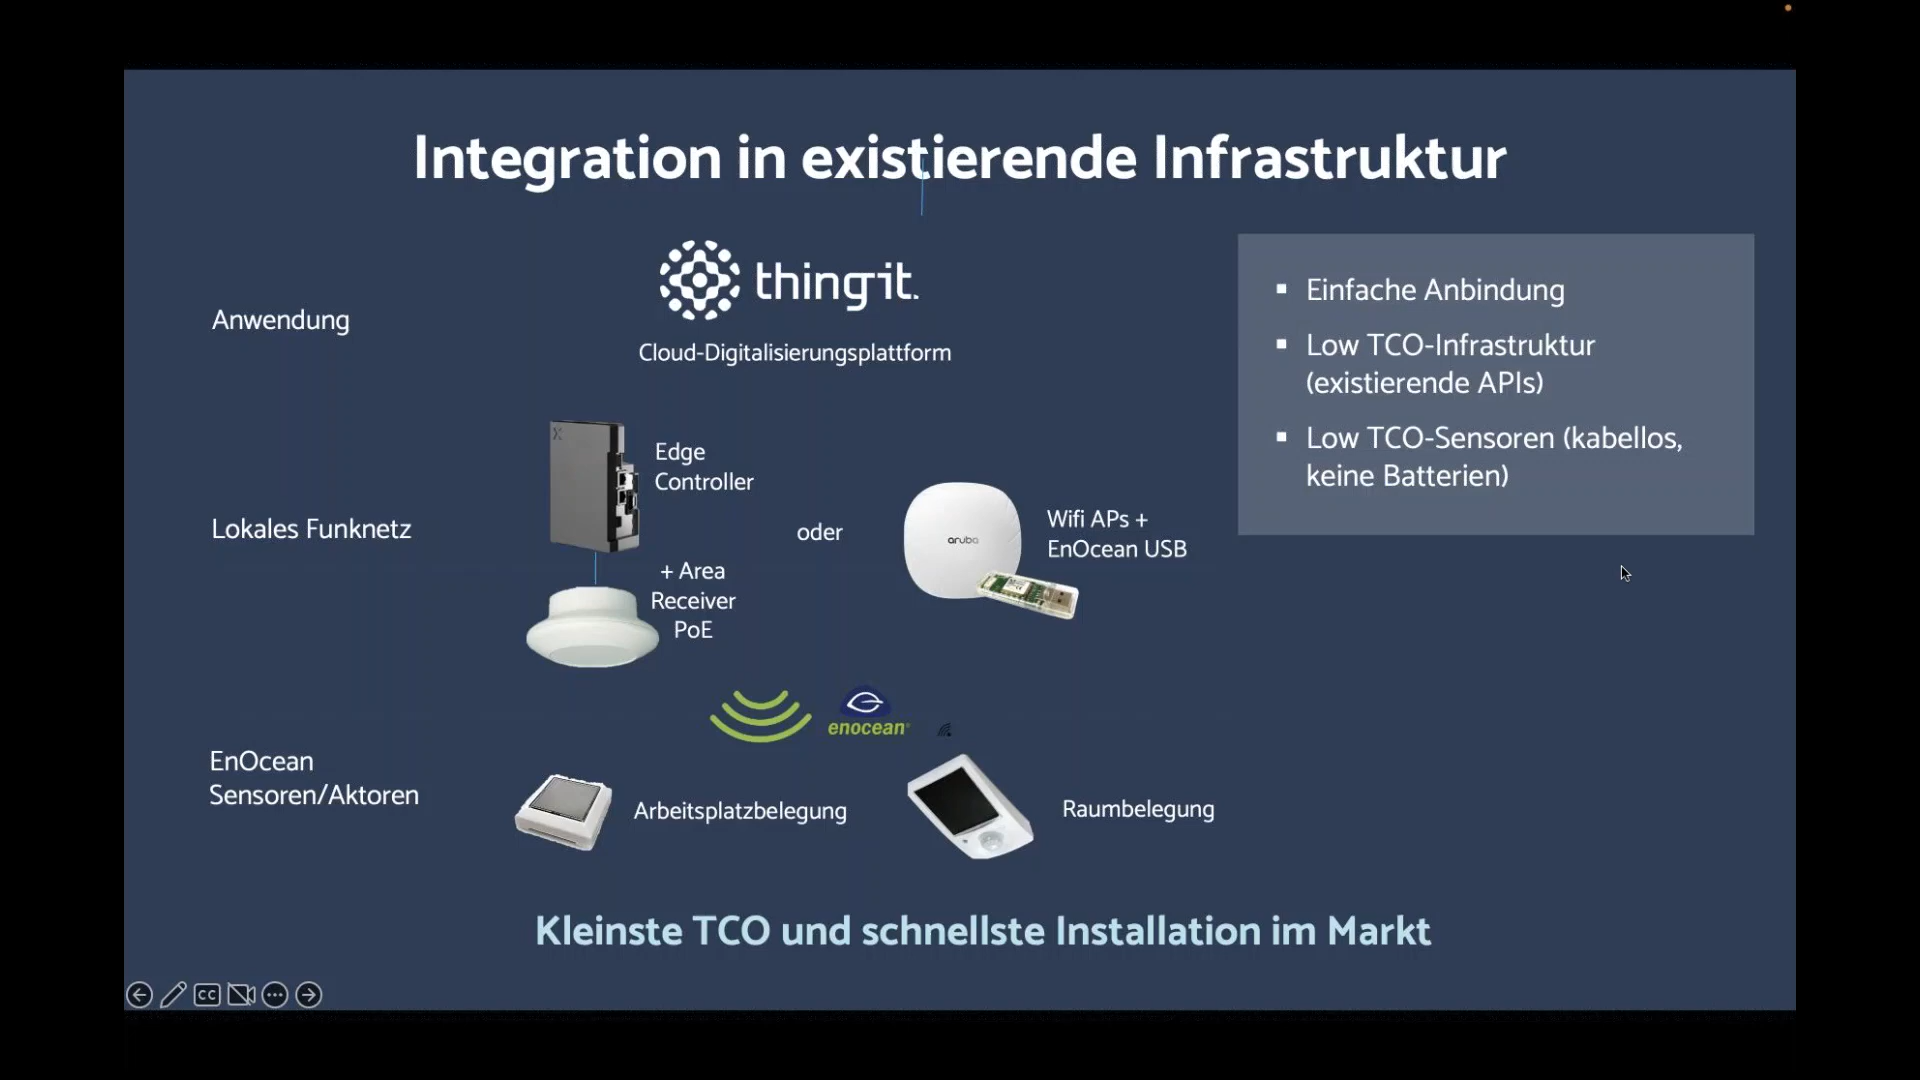 Integration in existierende Infrastruktur
thingit.
Cloud-Digitalisierungsplattform
Anwendung
▪ Einfache Anbindung
▪ Low TCO-Infrastruktur
(existierende APIs)
▪ Low TCO-Sensoren (kabellos,
keine Batterien)
Lokales Funknetz
Edge
Controller
+ Area
Receiver
PoE
oder
aruba
Wifi APs +
EnOcean USB
enocean®
EnOcean
Sensoren/Aktoren
Arbeitsplatzbelegung
Raumbelegung
Kleinste TCO und schnellste Installation im Markt
CC